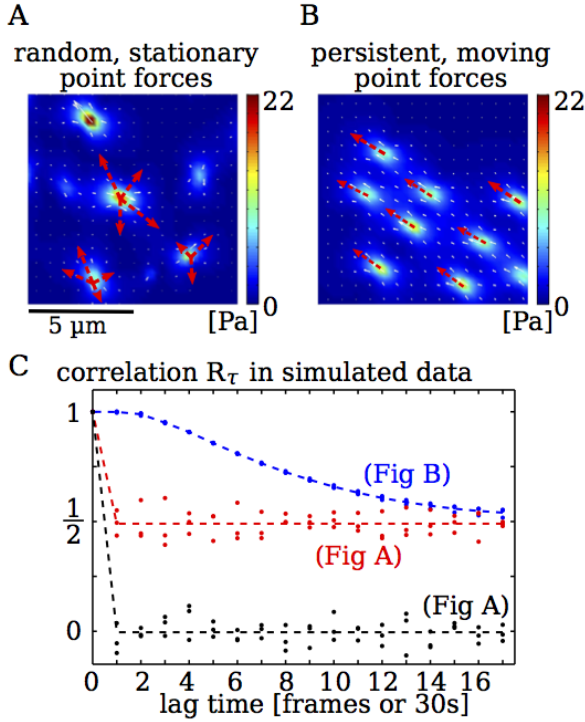 A
random, stationary
point forces
22
0
[Pa]
5 μm
B
persistent, moving
point forces
22
0
[Pa]
C
correlation Rτ in simulated data
1
1/2
0
(Fig B)
(Fig A)
(Fig A)
0 2 4 6 8 10 12 14 16
lag time [frames or 30s]